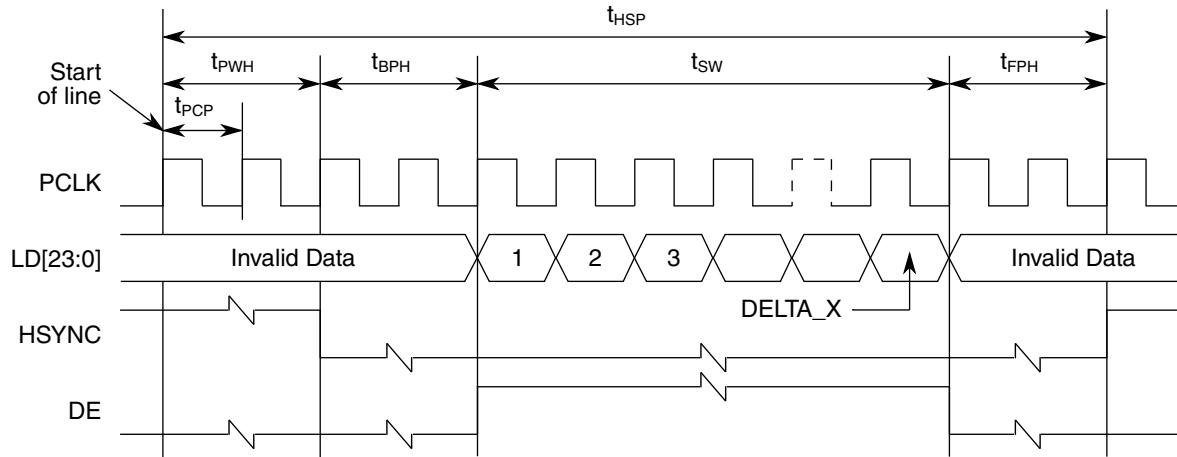 tHSP
tPWH tBPH tSW tFPH
Start
of line
tPCP
PCLK
LD[23:0] Invalid Data 1 2 3 Invalid Data
DELTA_X
HSYNC
DE